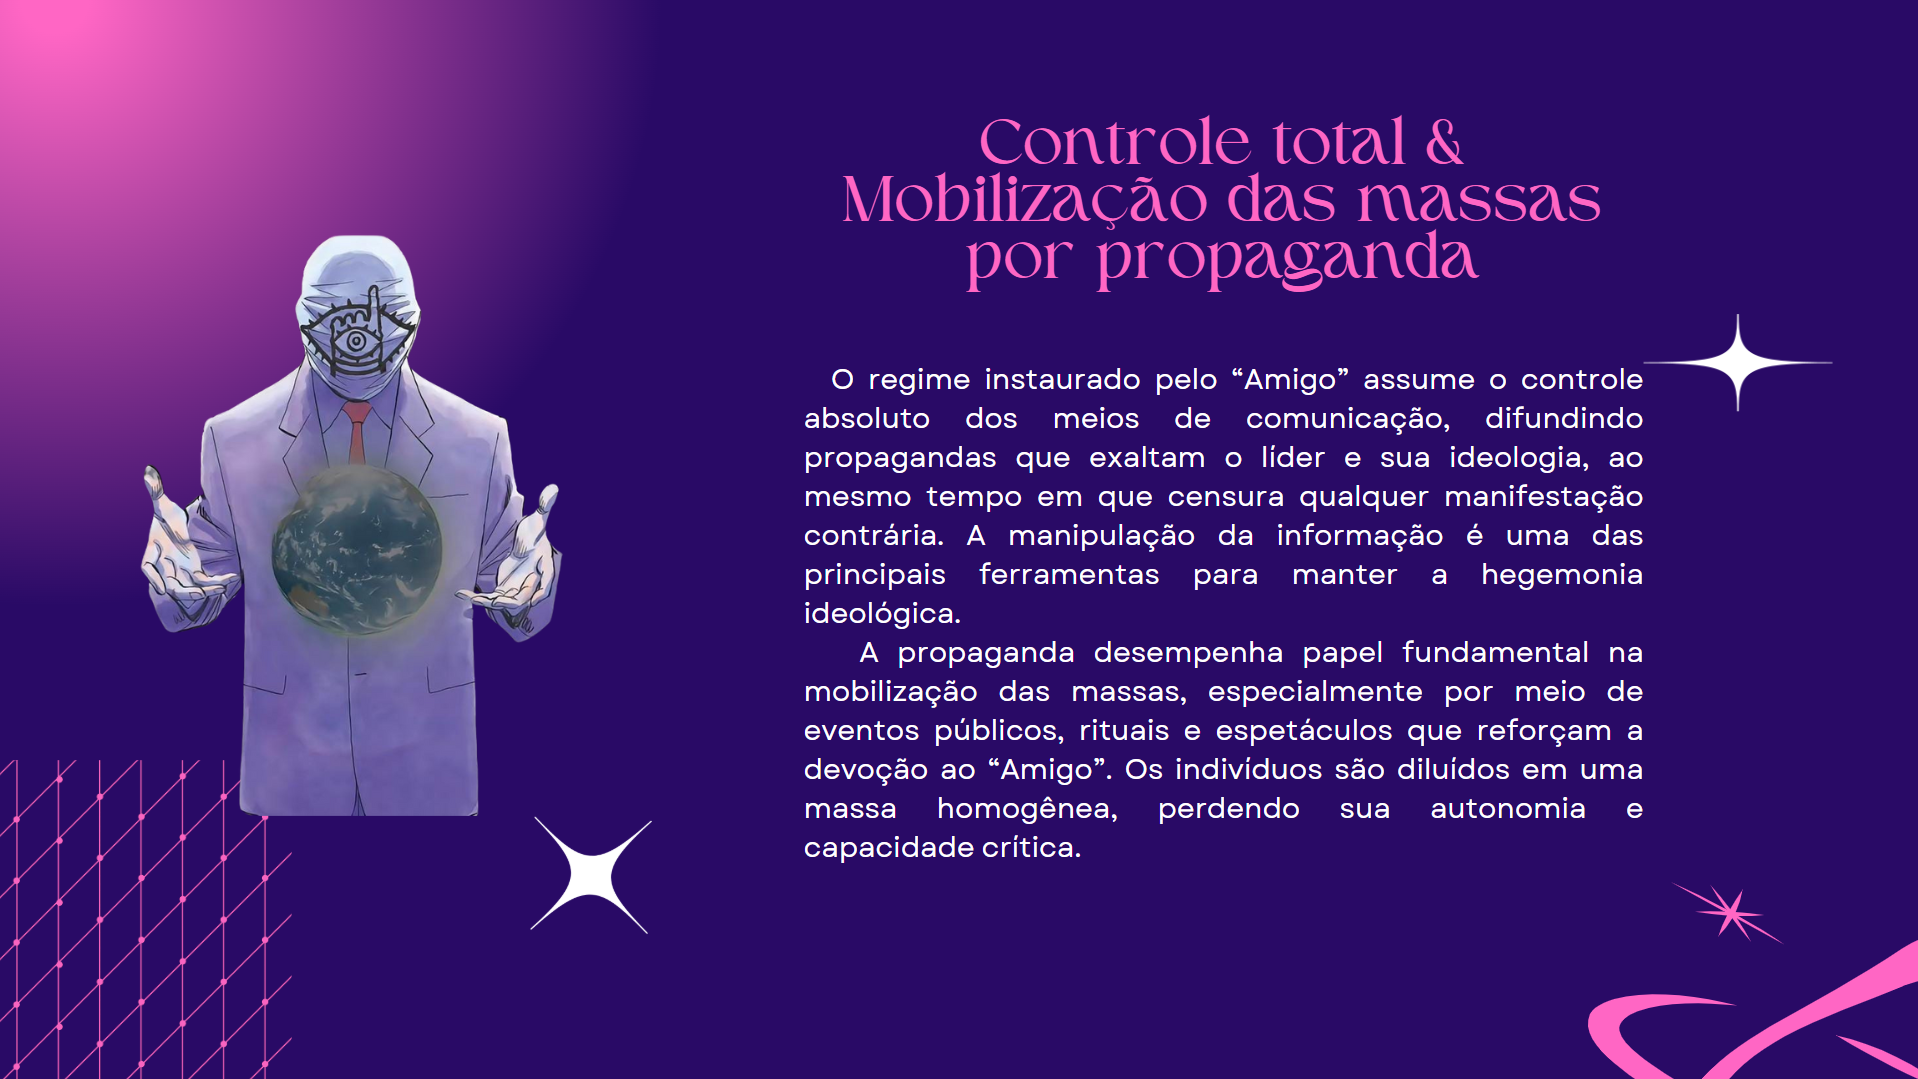 Controle total &
Mobilização das massas
por propaganda
O regime instaurado pelo “Amigo” assume o controle
absoluto dos meios de comunicação, difundindo
propagandas que exaltam o líder e sua ideologia, ao
mesmo tempo em que censura qualquer manifestação
contrária. A manipulação da informação é uma das
principais ferramentas para manter a hegemonia
ideológica.
A propaganda desempenha papel fundamental na
mobilização das massas, especialmente por meio de
eventos públicos, rituais e espetáculos que reforçam a
devoção ao “Amigo”. Os indivíduos são diluídos em uma
massa homogênea, perdendo sua autonomia e
capacidade crítica.